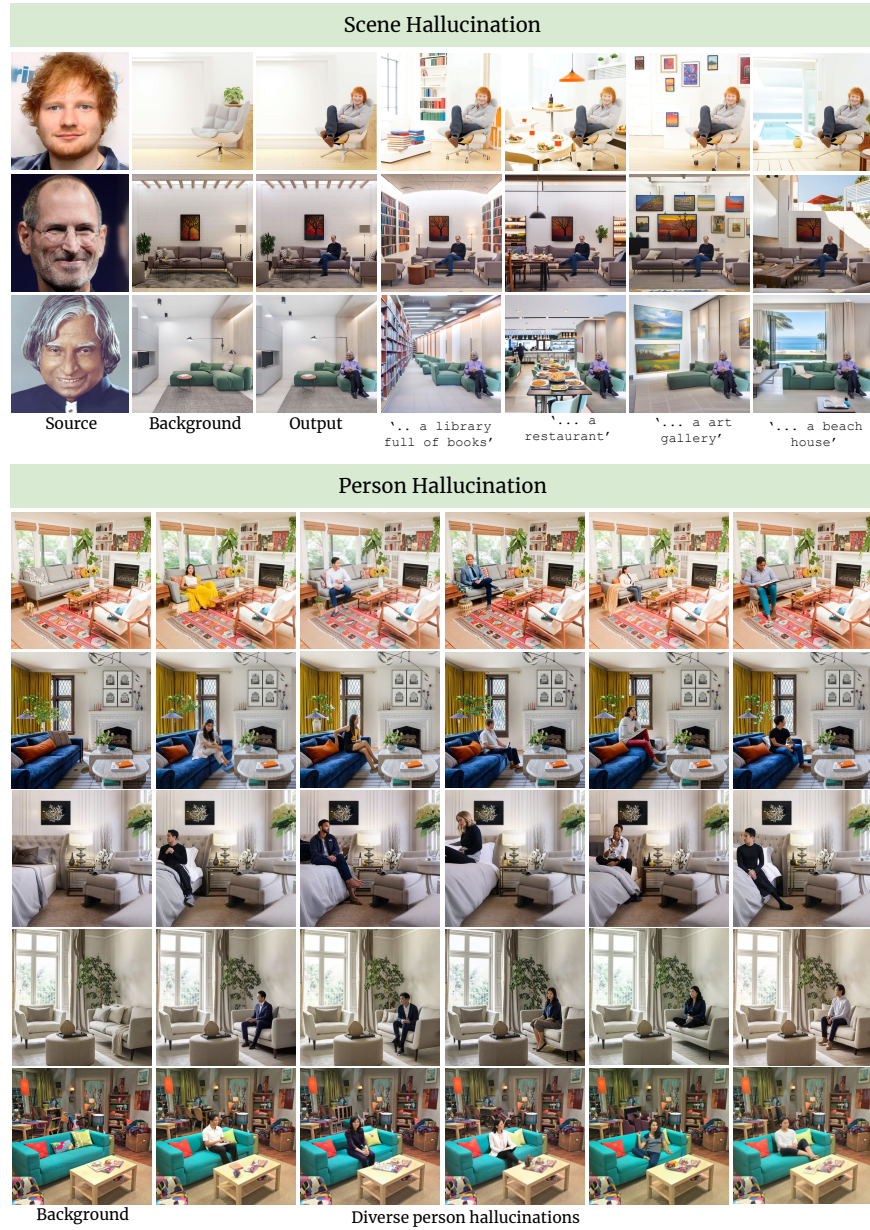 Scene Hallucination
Source
Background
Output
‘.. a library
full of books’
‘... a
restaurant’
‘... a art
gallery’
‘... a beach
house’
Person Hallucination
Background
Diverse person hallucinations